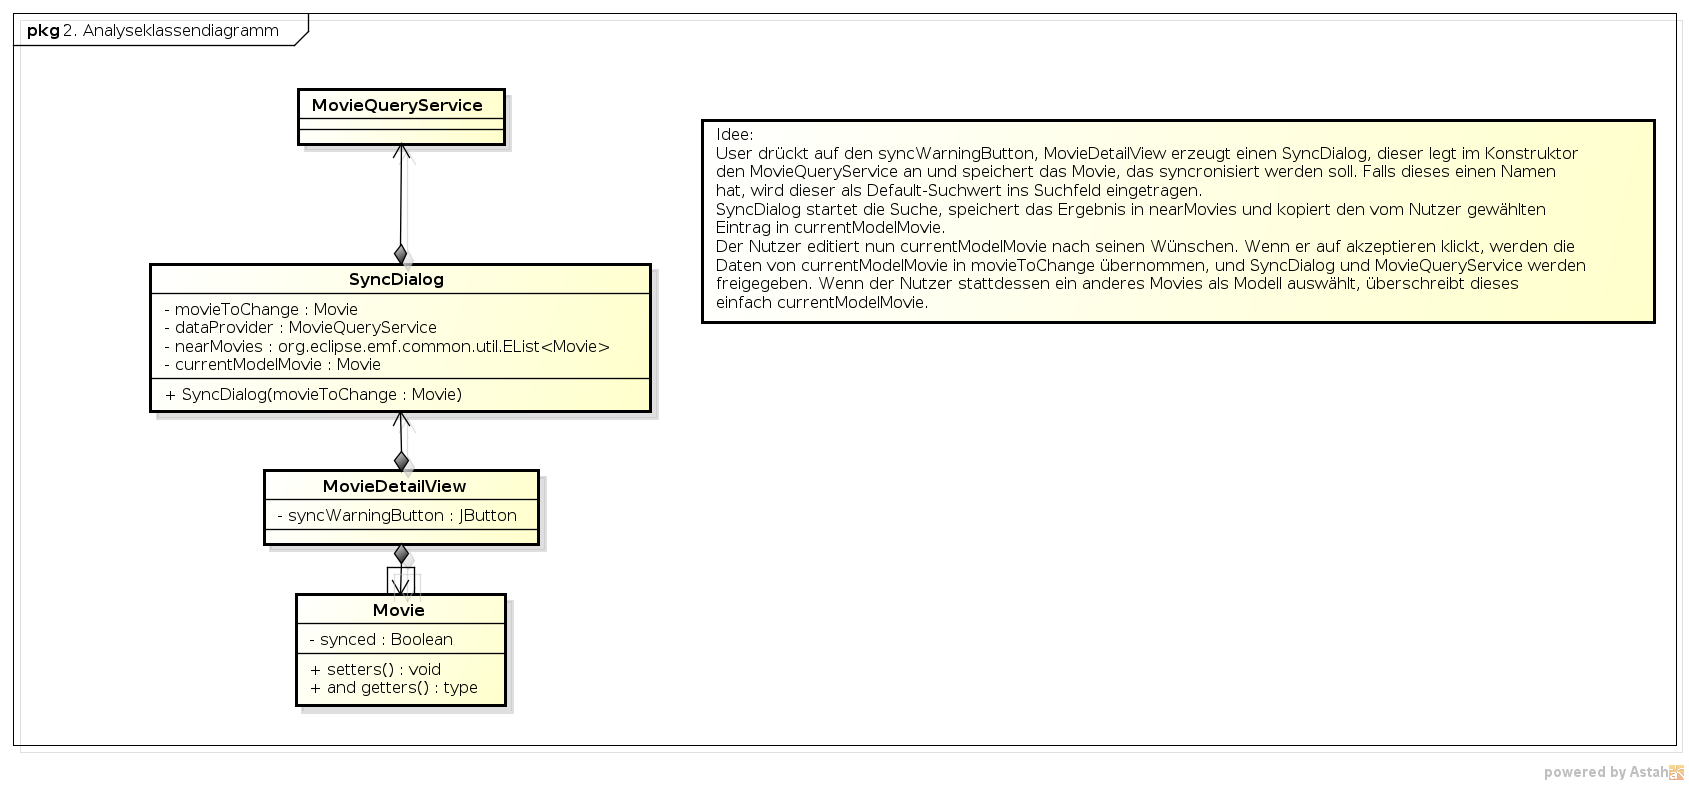 pkg 2. Analyseklassendiagramm
MovieQueryService
Idee:
User drückt auf den syncWarningButton, MovieDetailView erzeugt einen SyncDialog, dieser legt im Konstruktor
den MovieQueryService an und speichert das Movie, das syncronisiert werden soll. Falls dieses einen Namen
hat, wird dieser als Default-Suchwert ins Suchfeld eingetragen.
SyncDialog startet die Suche, speichert das Ergebnis in nearMovies und kopiert den vom Nutzer gewählten
Eintrag in currentModelMovie.
Der Nutzer editiert nun currentModelMovie nach seinen Wünschen. Wenn er auf akzeptieren klickt, werden die
Daten von currentModelMovie in movieToChange übernommen, und SyncDialog und MovieQueryService werden
freigegeben. Wenn der Nutzer stattdessen ein anderes Movies als Modell auswählt, überschreibt dieses
einfach currentModelMovie.
SyncDialog
- movieToChange : Movie
- dataProvider : MovieQueryService
- nearMovies : org.eclipse.emf.common.util.EList<Movie>
- currentModelMovie : Movie
+ SyncDialog(movieToChange : Movie)
MovieDetailView
- syncWarningButton : JButton
Movie
- synced : Boolean
+ setters() : void
+ and getters() : type
powered by Astah